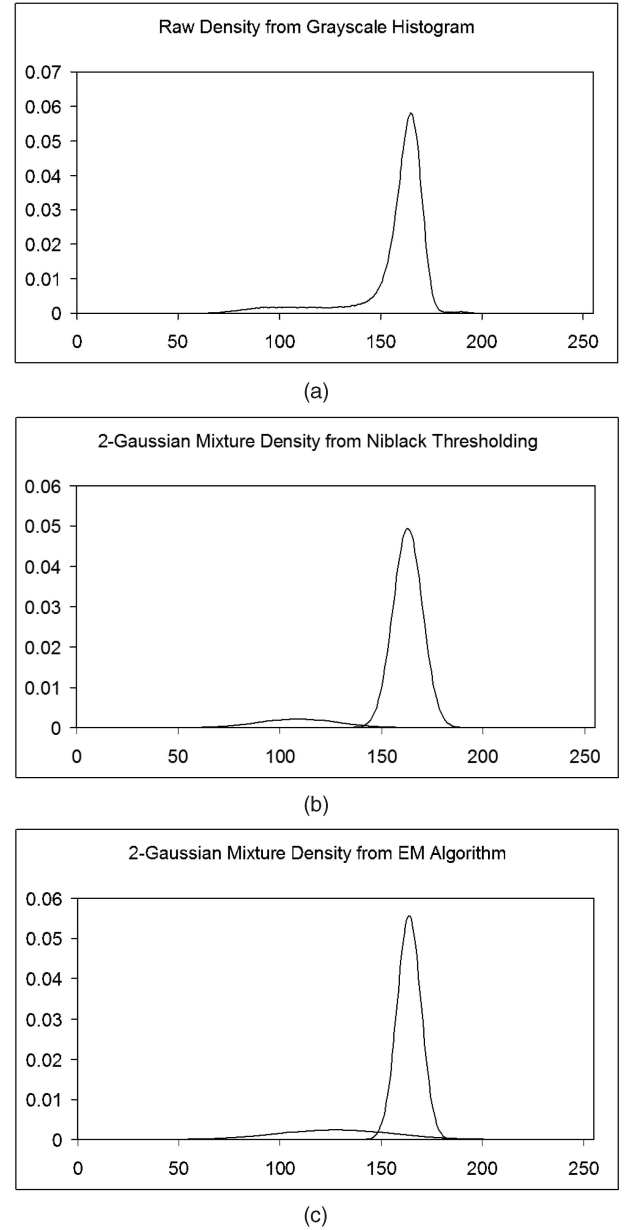 Raw Density from Grayscale Histogram
0.07
0.06
0.05
0.04
0.03
0.02
0.01
0
0 50 100 150 200 250
(a)
2-Gaussian Mixture Density from Niblack Thresholding
0.06
0.05
0.04
0.03
0.02
0.01
0
0 50 100 150 200 250
(b)
2-Gaussian Mixture Density from EM Algorithm
0.06
0.05
0.04
0.03
0.02
0.01
0
0 50 100 150 200 250
(c)